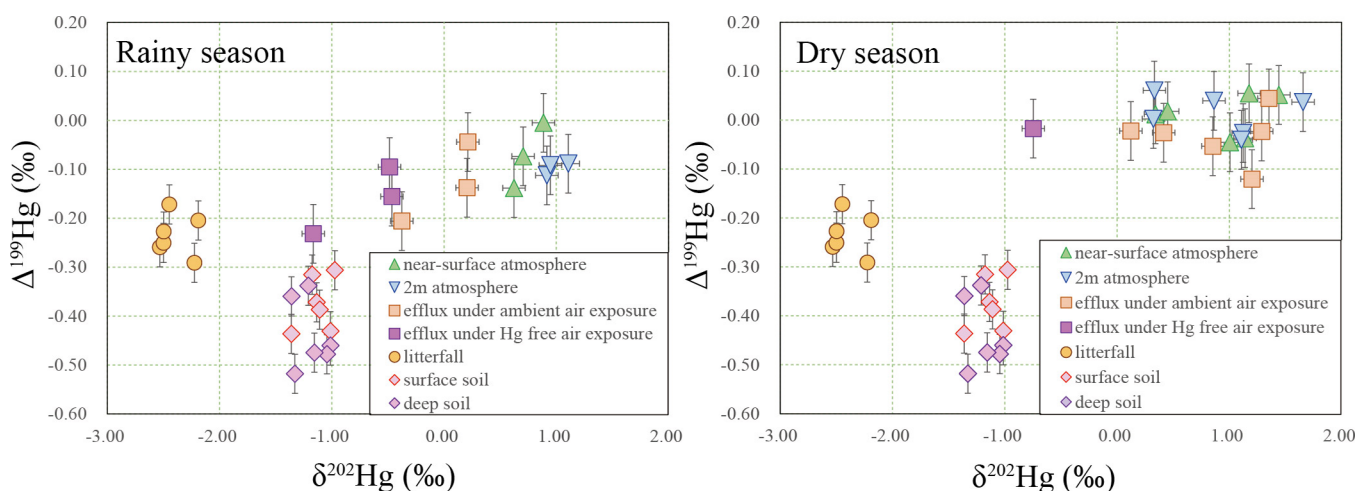 Rainy season
0.20
0.10
0.00
-0.10
-0.20
-0.30
-0.40
-0.50
-0.60
Δ¹⁹⁹Hg (‰)
near-surface atmosphere
2m atmosphere
efflux under ambient air exposure
efflux under Hg free air exposure
litterfall
surface soil
deep soil
-3.00 -2.00 -1.00 0.00 1.00 2.00
δ²⁰²Hg (‰)
Dry season
0.20
0.10
0.00
-0.10
-0.20
-0.30
-0.40
-0.50
-0.60
Δ¹⁹⁹Hg (‰)
near-surface atmosphere
2m atmosphere
efflux under ambient air exposure
efflux under Hg free air exposure
litterfall
surface soil
deep soil
-3.00 -2.00 -1.00 0.00 1.00 2.00
δ²⁰²Hg (‰)